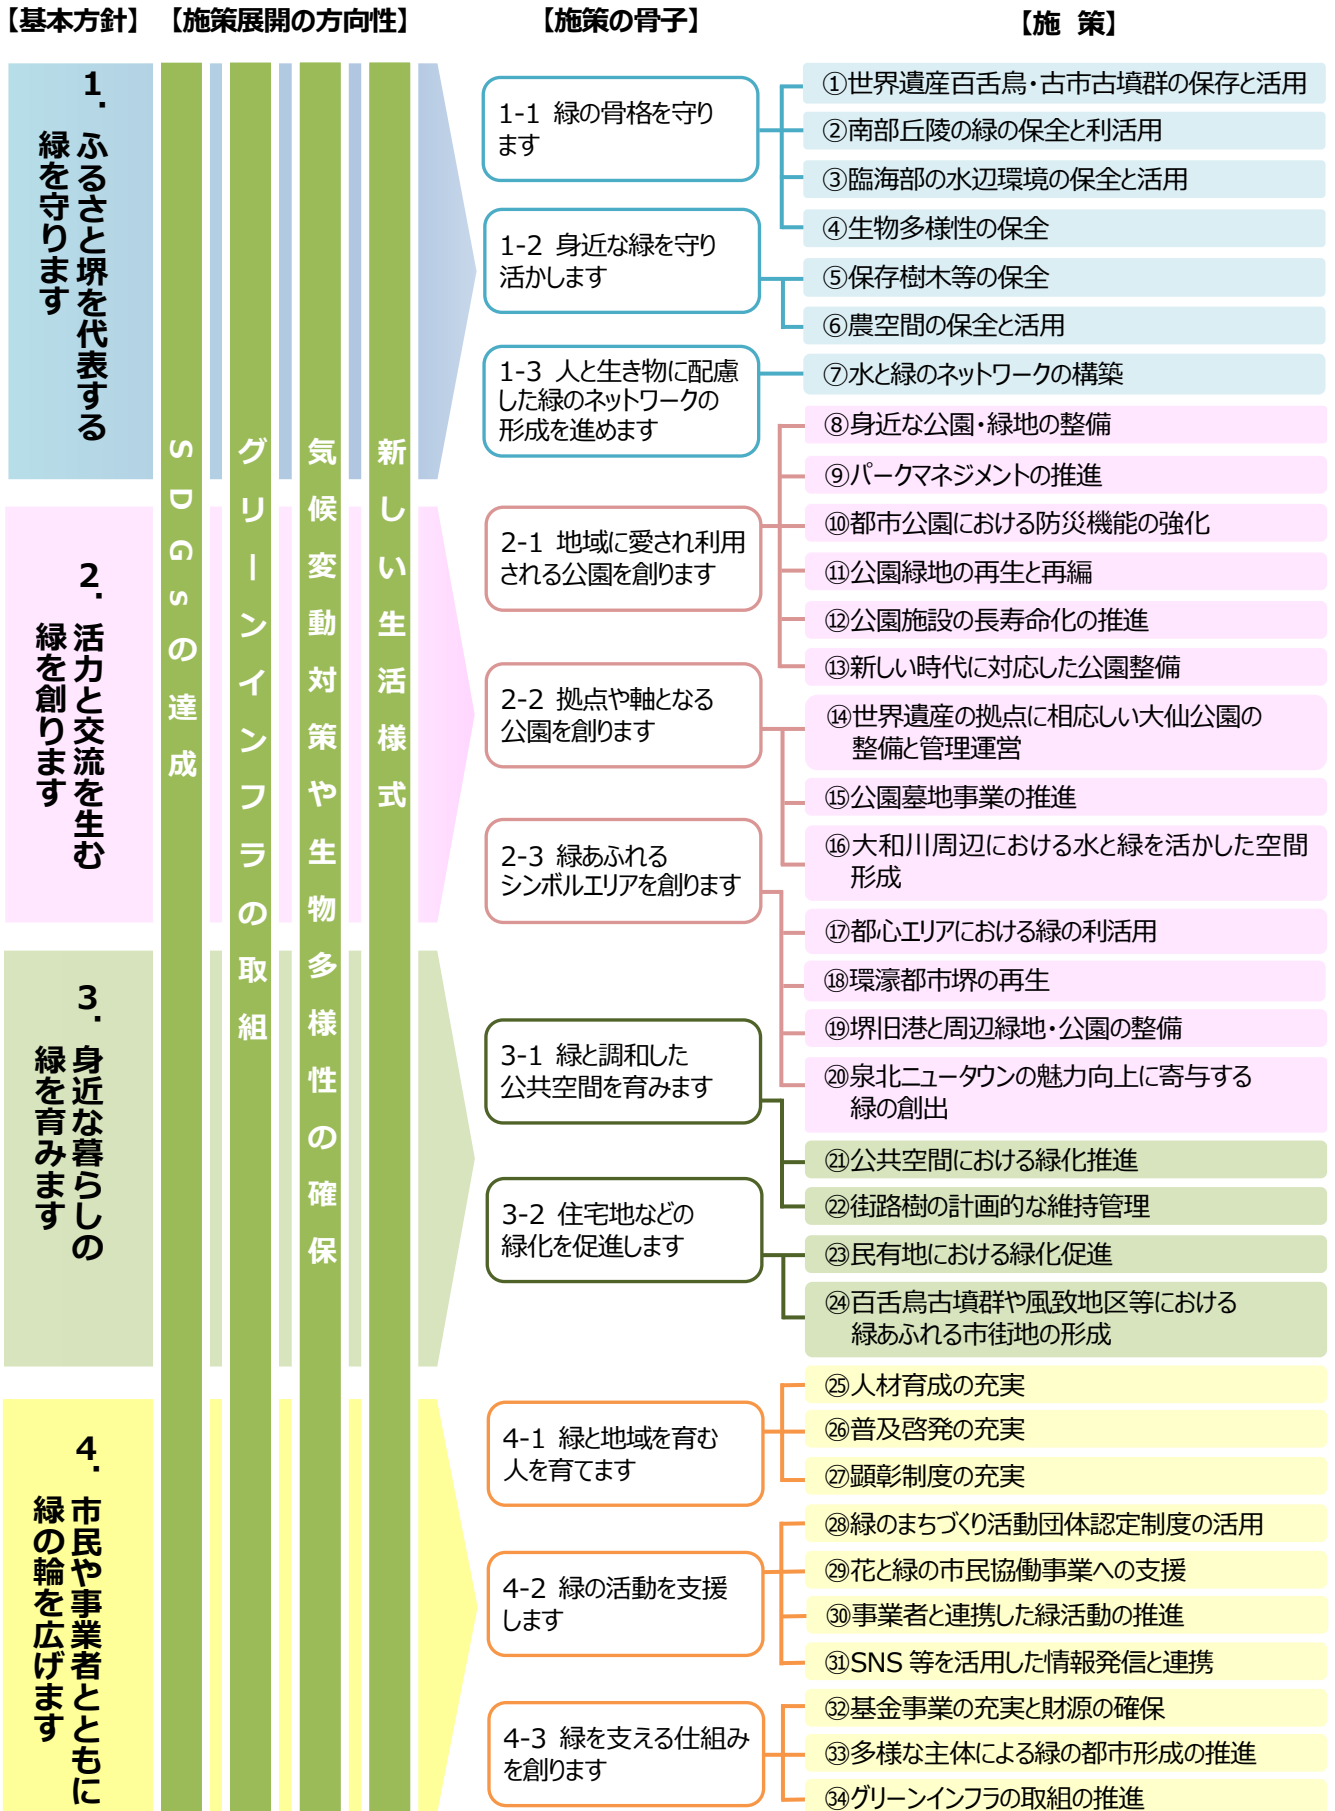 【基本方針】
【施策展開の方向性】
【施策の骨子】
【施 策】
1. ふるさと堺を代表する
緑を守ります
2. 活力と交流を生む
緑を創ります
3. 身近な暮らしの
緑を育みます
4. 市民や事業者とともに
緑の輪を広げます
SDGsの達成
グリーンインフラの取組
気候変動対策や生物多様性の確保
新しい生活様式
1-1 緑の骨格を守り
ます
1-2 身近な緑を守り
活かします
1-3 人と生き物に配慮
した緑のネットワークの
形成を進めます
2-1 地域に愛され利用
される公園を創ります
2-2 拠点や軸となる
公園を創ります
2-3 緑あふれる
シンボルエリアを創ります
3-1 緑と調和した
公共空間を育みます
3-2 住宅地などの
緑化を促進します
4-1 緑と地域を育む
人を育てます
4-2 緑の活動を支援
します
4-3 緑を支える仕組み
を創ります
①世界遺産百舌鳥・古市古墳群の保存と活用
②南部丘陵の緑の保全と利活用
③臨海部の水辺環境の保全と活用
④生物多様性の保全
⑤保存樹木等の保全
⑥農空間の保全と活用
⑦水と緑のネットワークの構築
⑧身近な公園・緑地の整備
⑨パークマネジメントの推進
⑩都市公園における防災機能の強化
⑪公園緑地の再生と再編
⑫公園施設の長寿命化の推進
⑬新しい時代に対応した公園整備
⑭世界遺産の拠点に相応しい大仙公園の
整備と管理運営
⑮公園墓地事業の推進
⑯大和川周辺における水と緑を活かした空間
形成
⑰都心エリアにおける緑の利活用
⑱環濠都市堺の再生
⑲堺旧港と周辺緑地・公園の整備
⑳泉北ニュータウンの魅力向上に寄与する
緑の創出
㉑公共空間における緑化推進
㉒街路樹の計画的な維持管理
㉓民有地における緑化促進
㉔百舌鳥古墳群や風致地区等における
緑あふれる市街地の形成
㉕人材育成の充実
㉖普及啓発の充実
㉗顕彰制度の充実
㉘緑のまちづくり活動団体認定制度の活用
㉙花と緑の市民協働事業への支援
㉚事業者と連携した緑活動の推進
㉛SNS 等を活用した情報発信と連携
㉜基金事業の充実と財源の確保
㉝多様な主体による緑の都市形成の推進
㉞グリーンインフラの取組の推進